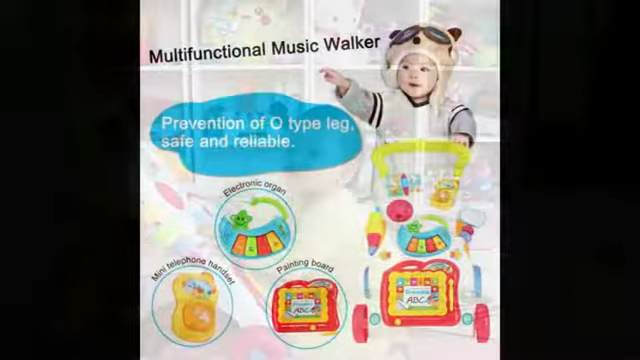 Multifunctional Music Walker
Prevention of O type leg,
safe and reliable.
Electronic organ
Mini telephone handset
Painting board
ABC